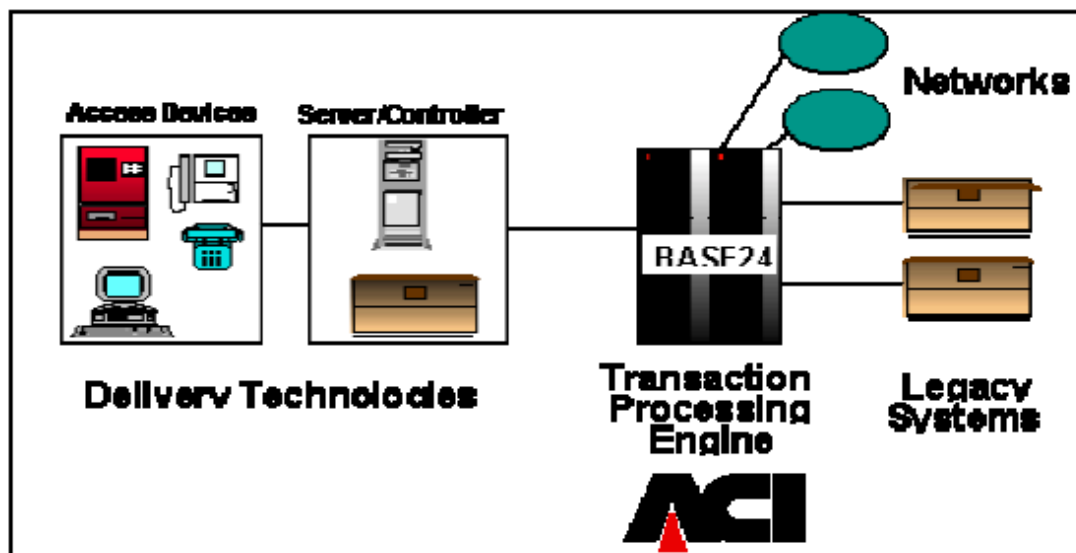 Networks
Access Devices
Server/Controller
BASE24
Delivery Technologies
Transaction
Processing
Engine
Legacy
Systems
ACI